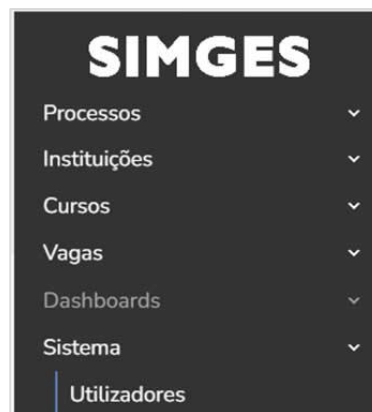 SIMGES
Processos
Instituições
Cursos
Vagas
Dashboards
Sistema
Utilizadores